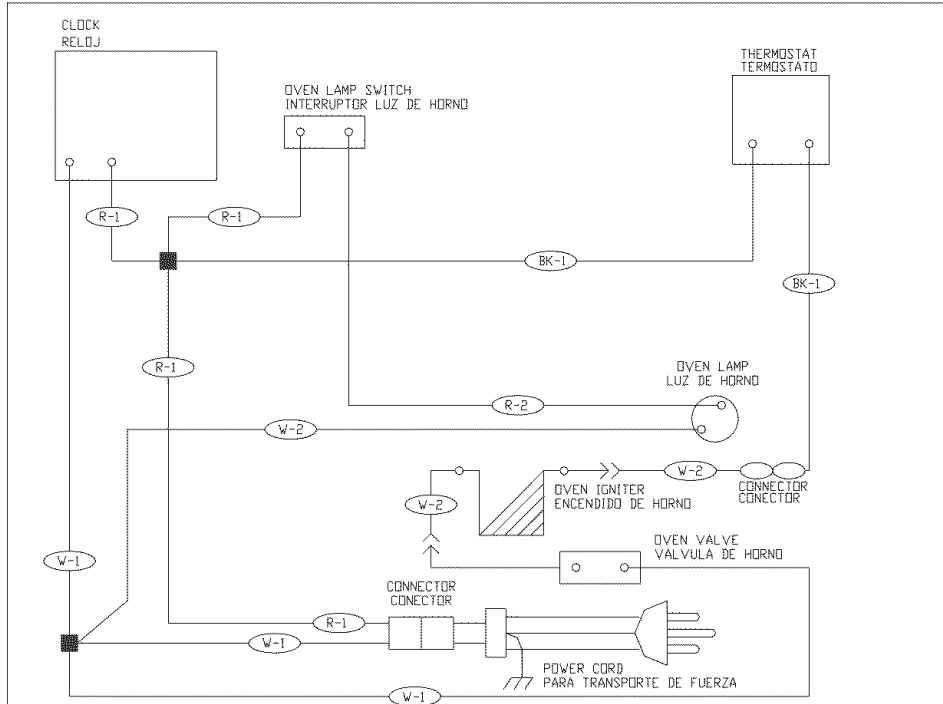 CLOCK
RELOJ
OVEN LAMP SWITCH
INTERRUPTOR LUZ DE HORNO
THERMOSTAT
TERMOSTATO
R-1
R-1
BK-1
BK-1
R-1
OVEN LAMP
LUZ DE HORNO
R-2
W-2
W-2
CONNECTOR
CONECTOR
OVEN IGNITER
ENCENDIDO DE HORNO
W-2
OVEN VALVE
VALVULA DE HORNO
W-1
CONNECTOR
CONECTOR
R-1
W-1
POWER CORD
PARA TRANSPORTE DE FUERZA
W-1